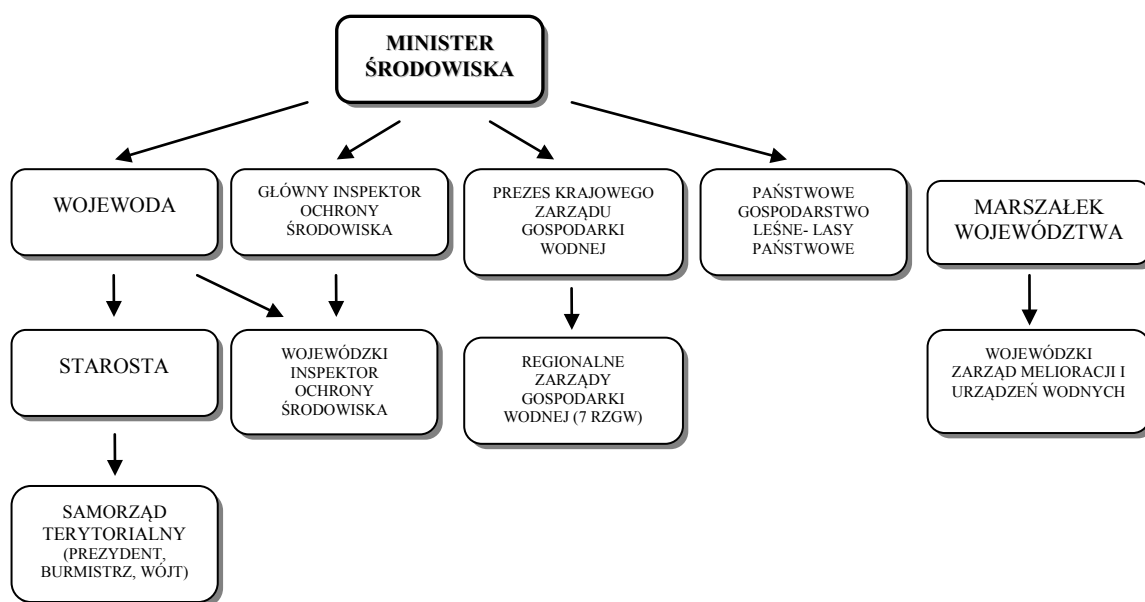 MINISTER
ŚRODOWISKA
WOJEWODA
GŁÓWNY INSPEKTOR
OCHRONY
ŚRODOWISKA
PREZES KRAJOWEGO
ZARZĄDU
GOSPODARKI
WODNEJ
PAŃSTWOWE
GOSPODARSTWO
LEŚNE- LASY
PAŃSTWOWE
MARSZAŁEK
WOJEWÓDZTWA
STAROSTA
WOJEWÓDZKI
INSPEKTOR
OCHRONY
ŚRODOWISKA
REGIONALNE
ZARZĄDY
GOSPODARKI
WODNEJ (7 RZGW)
WOJEWÓDZKI
ZARZĄD MELIORACJI I
URZĄDZEŃ WODNYCH
SAMORZĄD
TERYTORIALNY
(PREZYDENT,
BURMISTRZ, WÓJT)